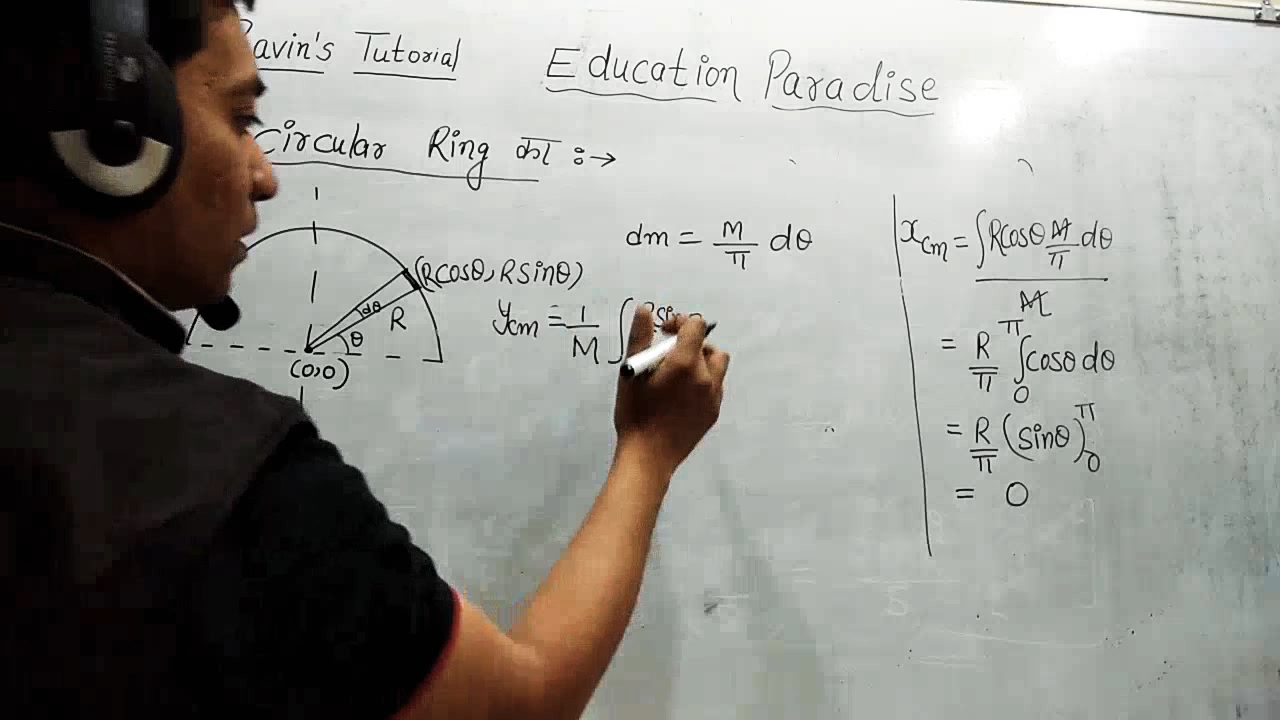 avin's Tutorial Education Paradise
Circular Ring का :→
dm = M/π dθ
(Rcosθ, Rsinθ)
dθ
R
θ
(0,0)
ycm = 1/M ∫
xcm = ∫Rcosθ M/π dθ / M
= R/π ∫₀^π cosθ dθ
= R/π (sinθ)₀^π
= 0